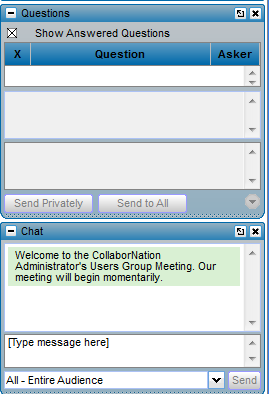 Questions
Show Answered Questions
X Question Asker
Send Privately Send to All
Chat
Welcome to the CollaborNation
Administrator's Users Group Meeting. Our
meeting will begin momentarily.
[Type message here]
All - Entire Audience Send